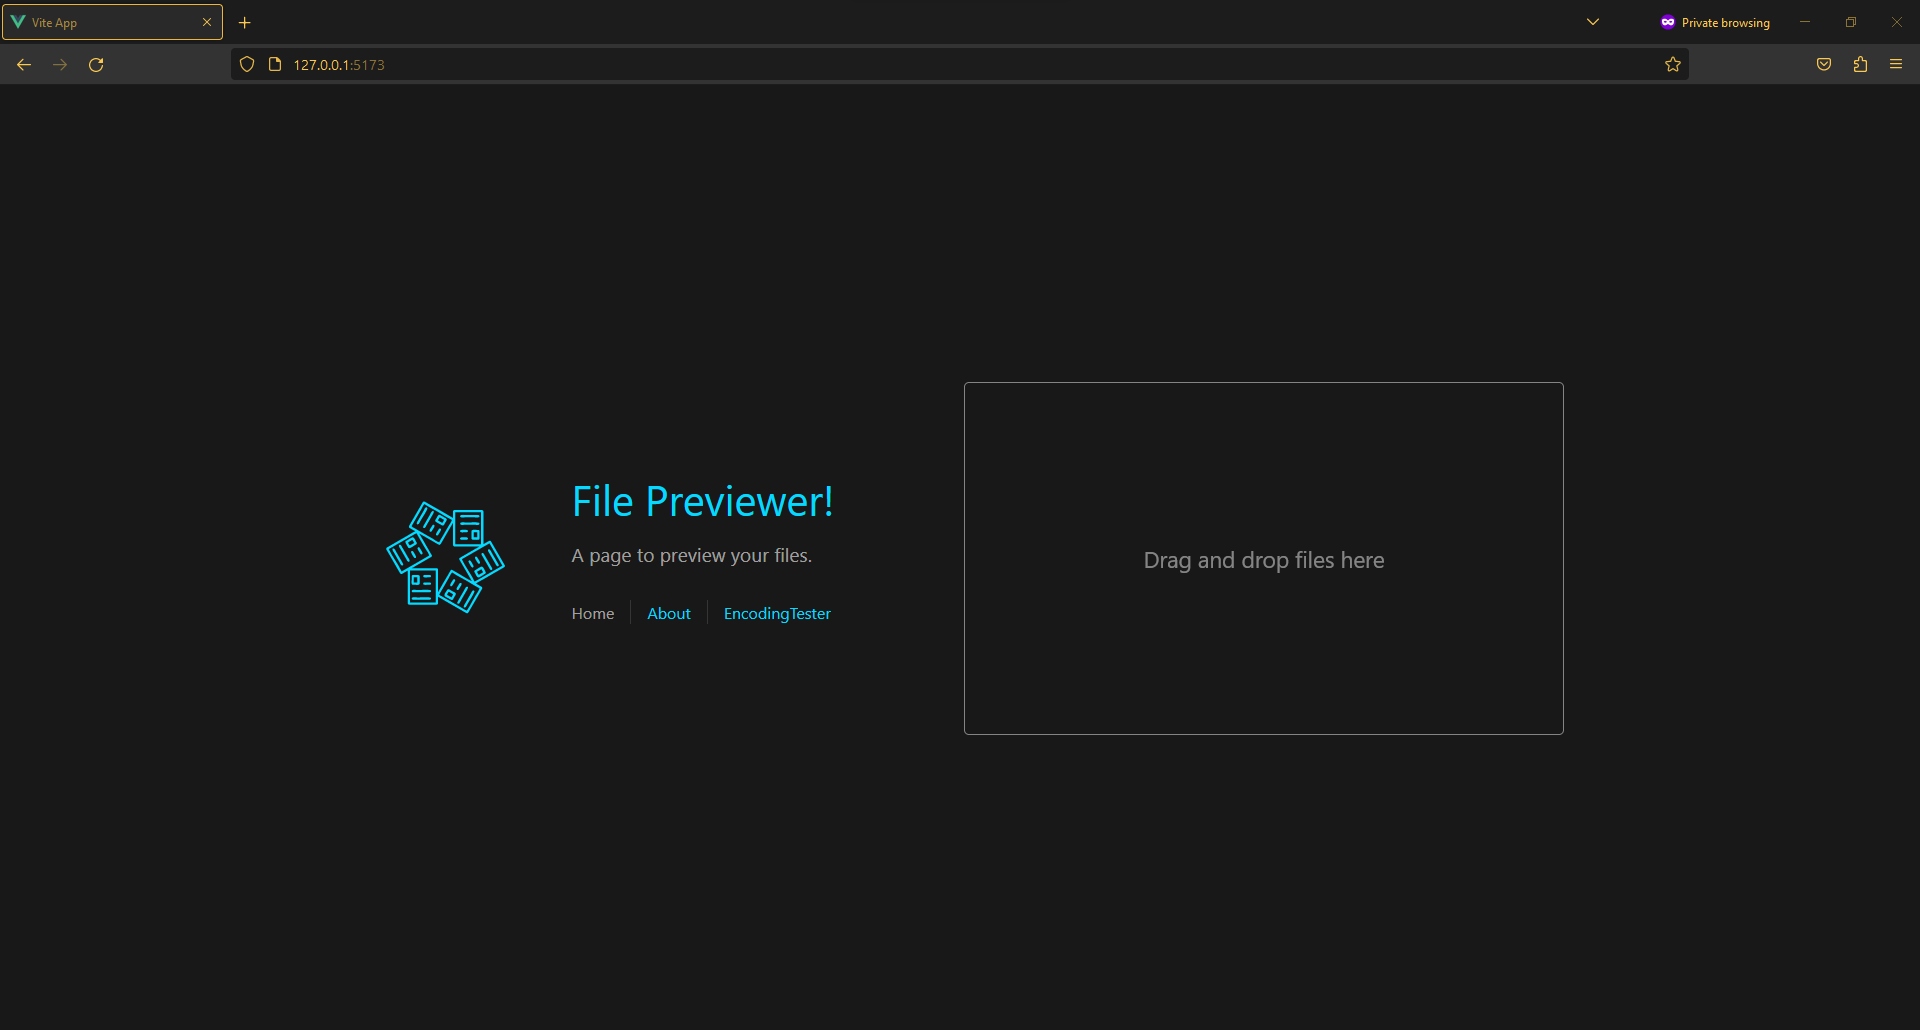 Vite App
Private browsing
127.0.0.1:5173
File Previewer!
A page to preview your files.
Home
About
EncodingTester
Drag and drop files here